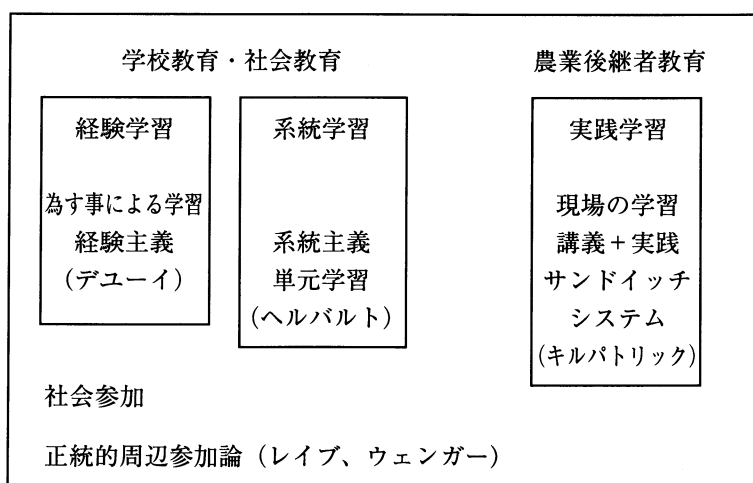 学校教育・社会教育
経験学習
為す事による学習
経験主義
(デューイ)
系統学習
系統主義
単元学習
(ヘルバルト)
農業後継者教育
実践学習
現場の学習
講義+実践
サンドイッチ
システム
(キルパトリック)
社会参加
正統的周辺参加論(レイブ、ウェンガー)